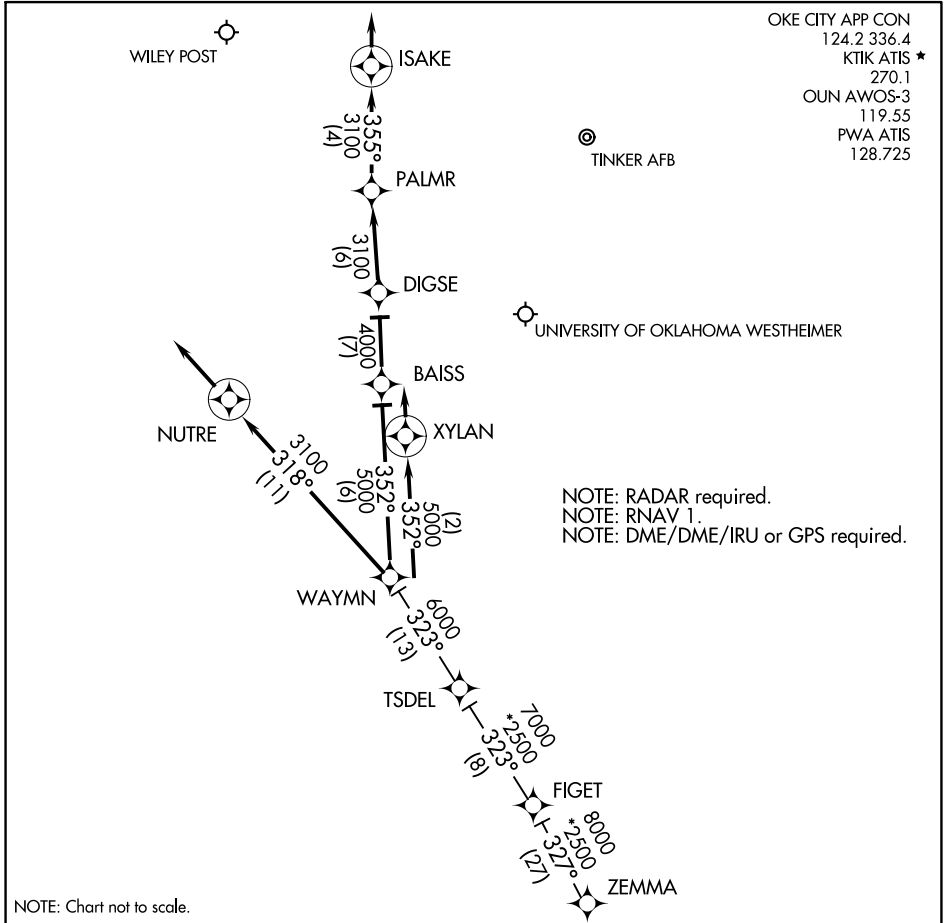 OKE CITY APP CON
124.2 336.4
KTIK ATIS ★
270.1
OUN AWOS-3
119.55
PWA ATIS
128.725
WILEY POST
ISAKE
355°
3100
(4)
TINKER AFB
PALMR
3100
(6)
DIGSE
UNIVERSITY OF OKLAHOMA WESTHEIMER
4000
(7)
BAISS
NUTRE
XYLAN
3100
318°
(11)
352°
5000
(6)
(2)
5000
352°
NOTE: RADAR required.
NOTE: RNAV 1.
NOTE: DME/DME/IRU or GPS required.
WAYMN
6000
323°
(13)
TSDEL
7000
*2500
323°
(8)
FIGET
8000
*2500
327°
(27)
ZEMMA
NOTE: Chart not to scale.